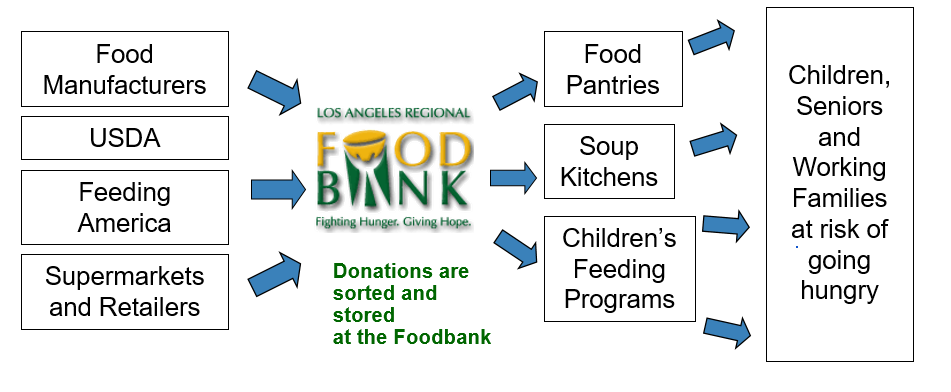 Food
Manufacturers
USDA
Feeding
America
Supermarkets
and Retailers
LOS ANGELES REGIONAL
FOOD
BANK
Fighting Hunger. Giving Hope.
Donations are
sorted and
stored
at the Foodbank
Food
Pantries
Soup
Kitchens
Children’s
Feeding
Programs
Children,
Seniors
and
Working
Families
at risk of
going
hungry